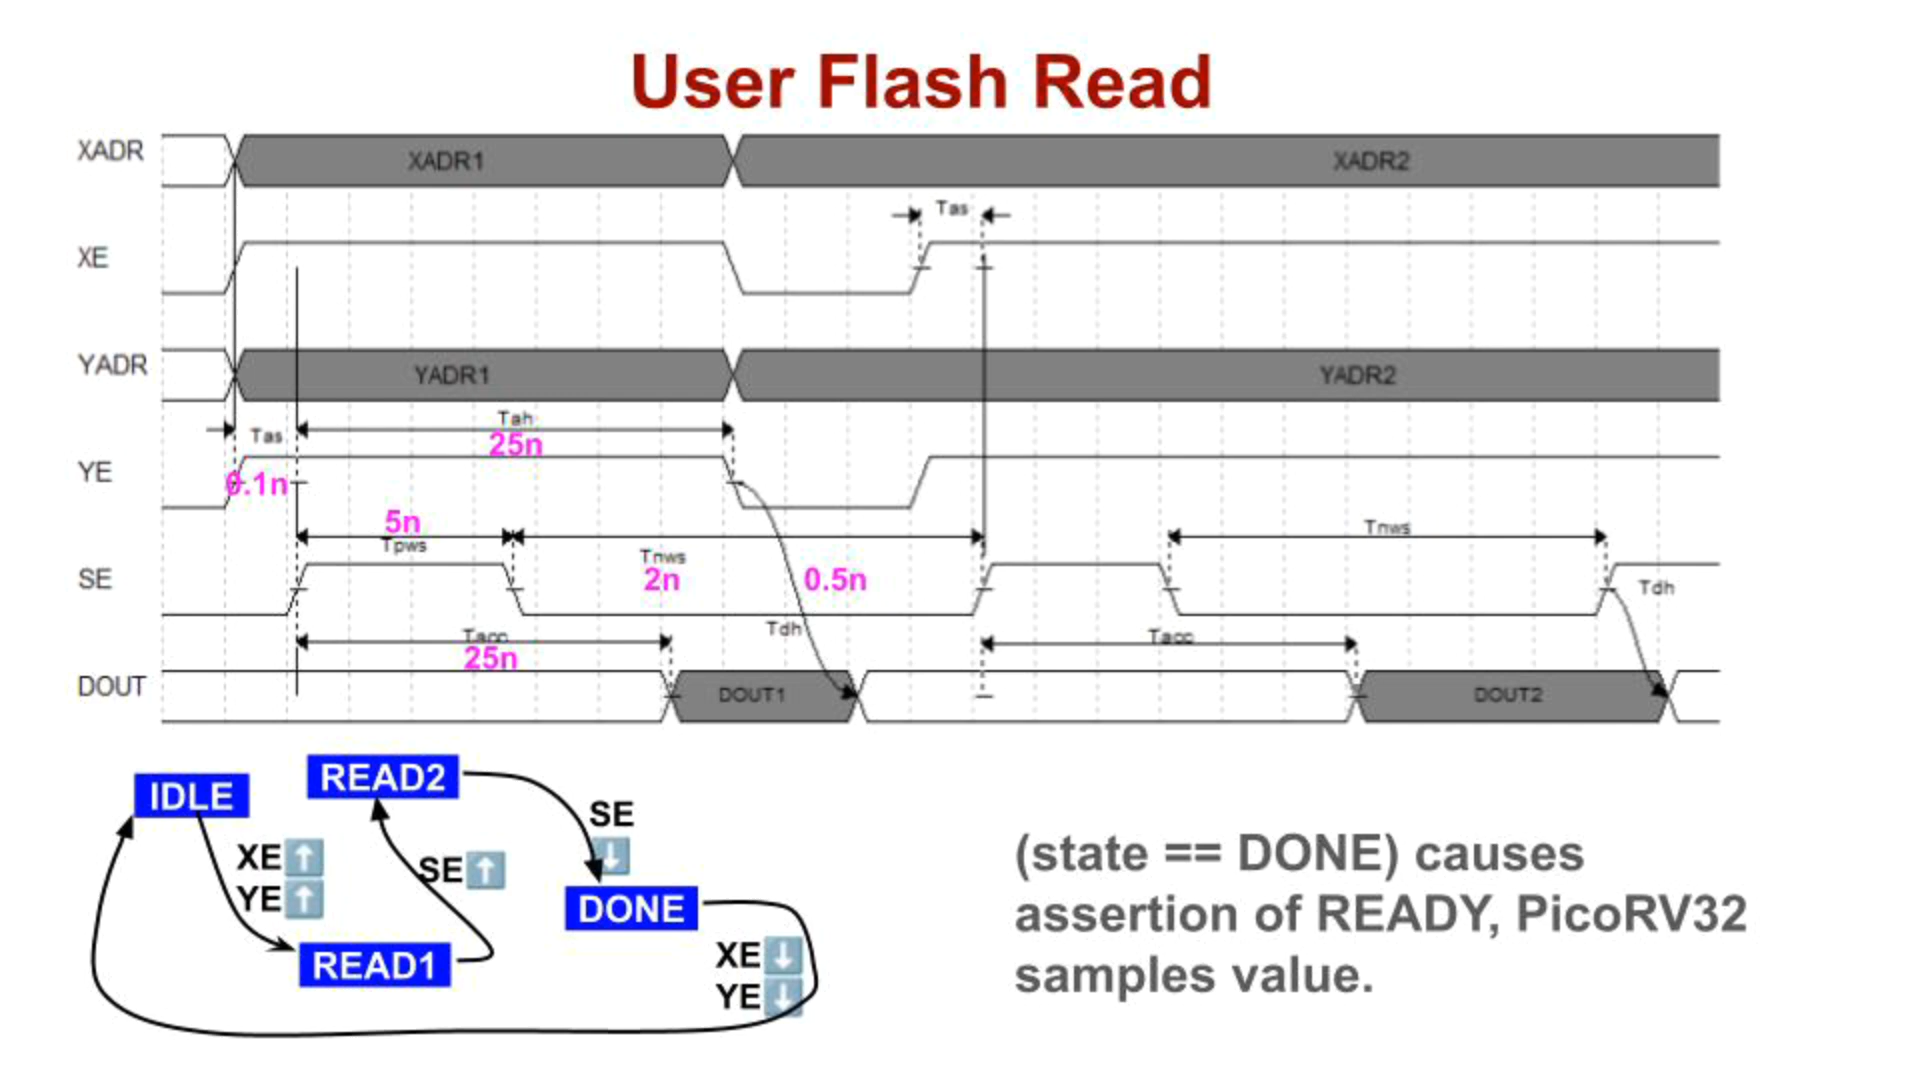 User Flash Read
XADR
XADR1
XADR2
Tas
XE
YADR
YADR1
YADR2
Tas
Tah
25n
YE
0.1n
5n
Tpws
Tnws
2n
0.5n
Tnws
SE
Tdh
Tdh
Tacc
25n
Tacc
DOUT
DOUT1
DOUT2
IDLE
READ2
SE ⬇
XE ⬆
YE ⬆
SE ⬆
DONE
READ1
XE ⬇
YE ⬇
(state == DONE) causes
assertion of READY, PicoRV32
samples value.